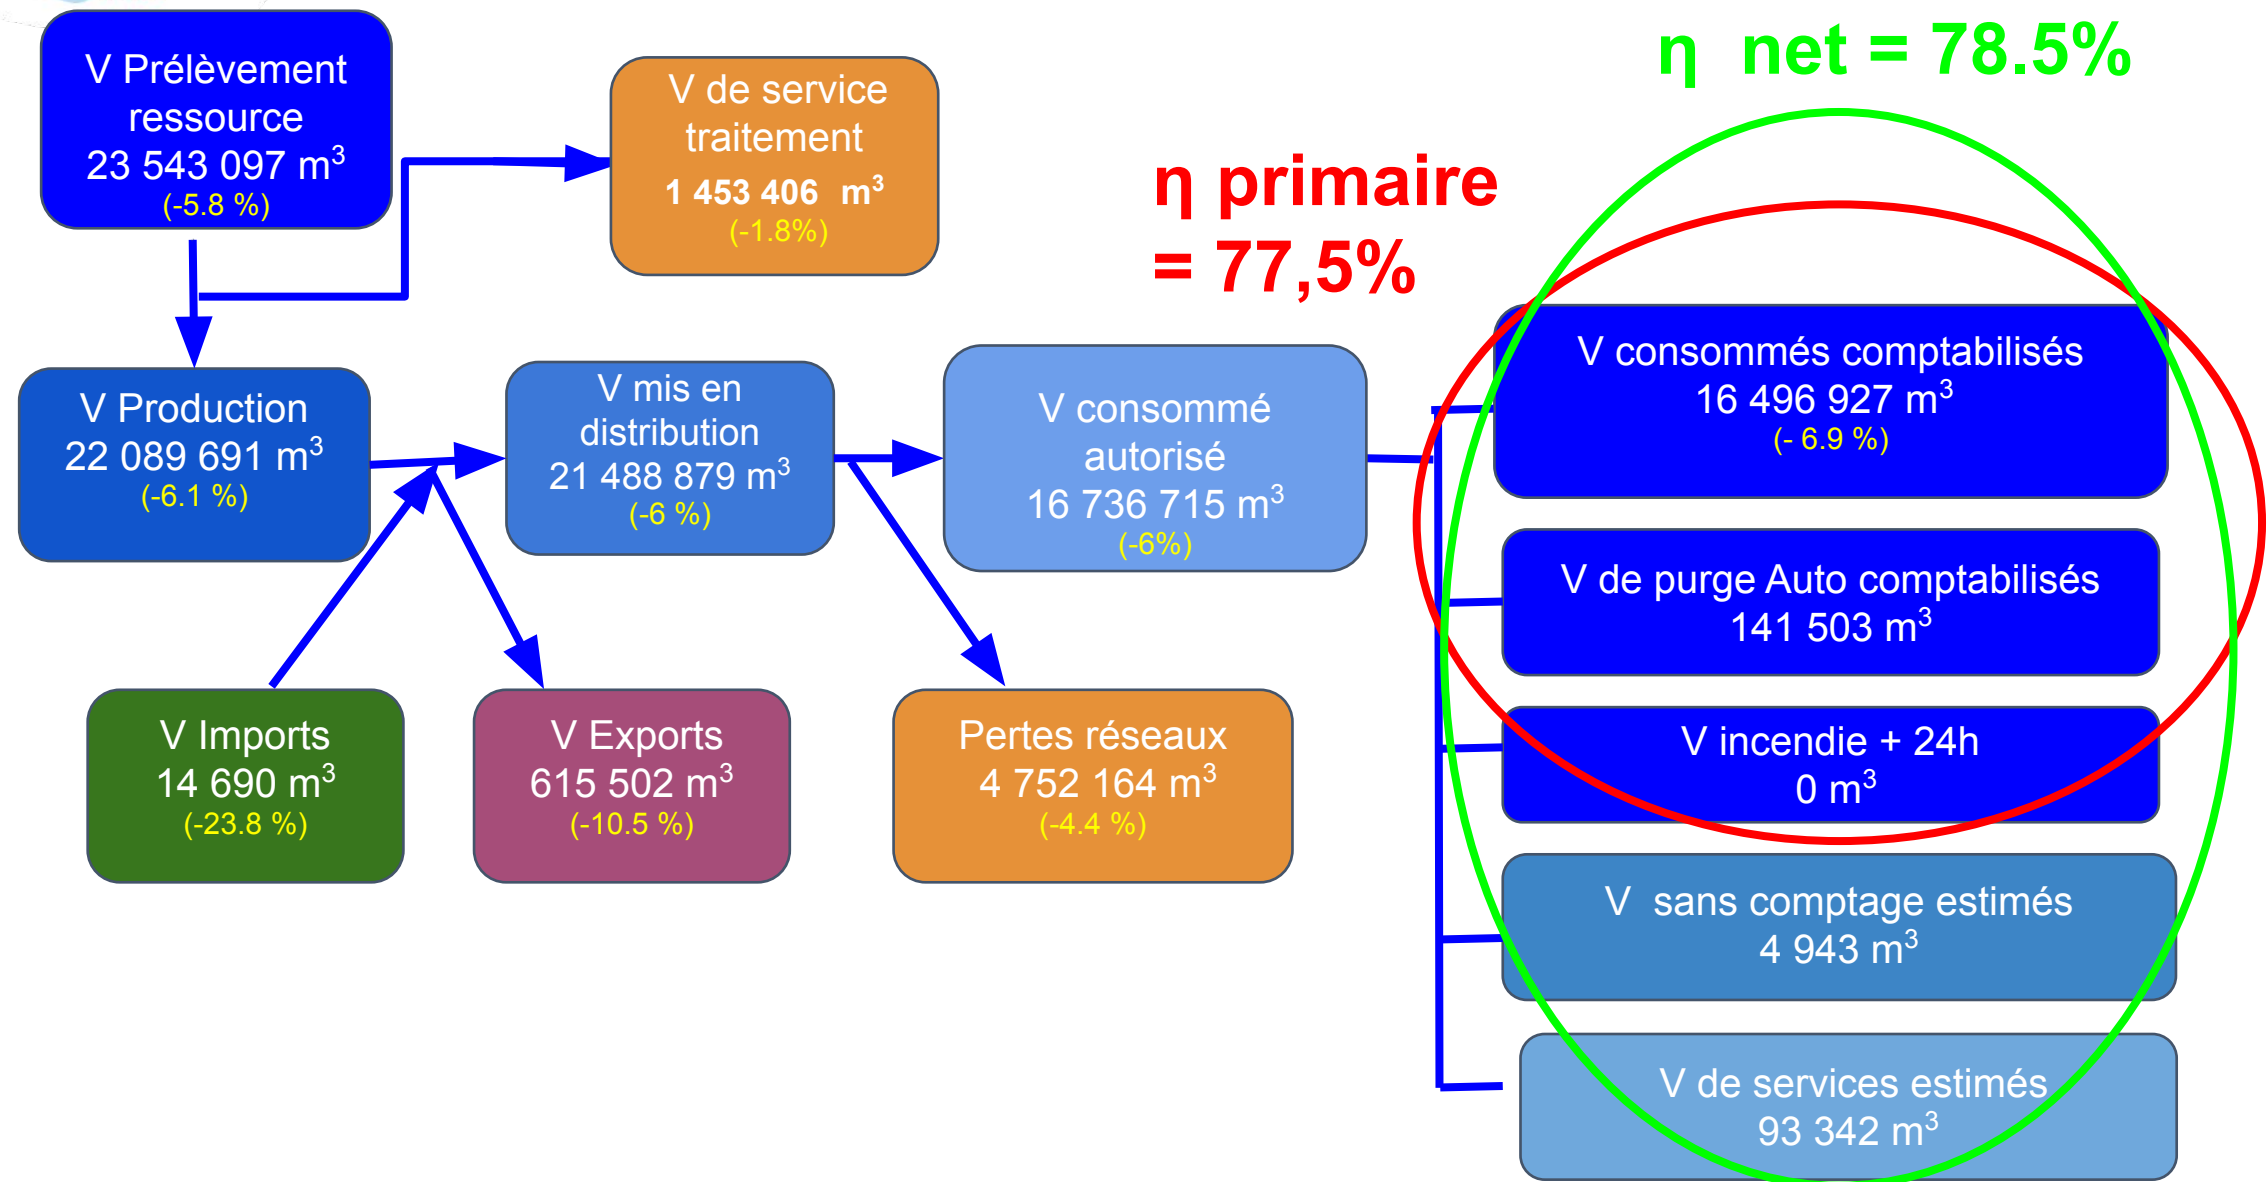 V Prélèvement
ressource
23 543 097 m³
(-5.8 %)
V de service
traitement
1 453 406 m³
(-1.8%)
η primaire
= 77,5%
η net = 78.5%
V Production
22 089 691 m³
(-6.1 %)
V mis en
distribution
21 488 879 m³
(-6 %)
V consommé
autorisé
16 736 715 m³
(-6%)
V Imports
14 690 m³
(-23.8 %)
V Exports
615 502 m³
(-10.5 %)
Pertes réseaux
4 752 164 m³
(-4.4 %)
V consommés comptabilisés
16 496 927 m³
(- 6.9 %)
V de purge Auto comptabilisés
141 503 m³
V incendie + 24h
0 m³
V sans comptage estimés
4 943 m³
V de services estimés
93 342 m³